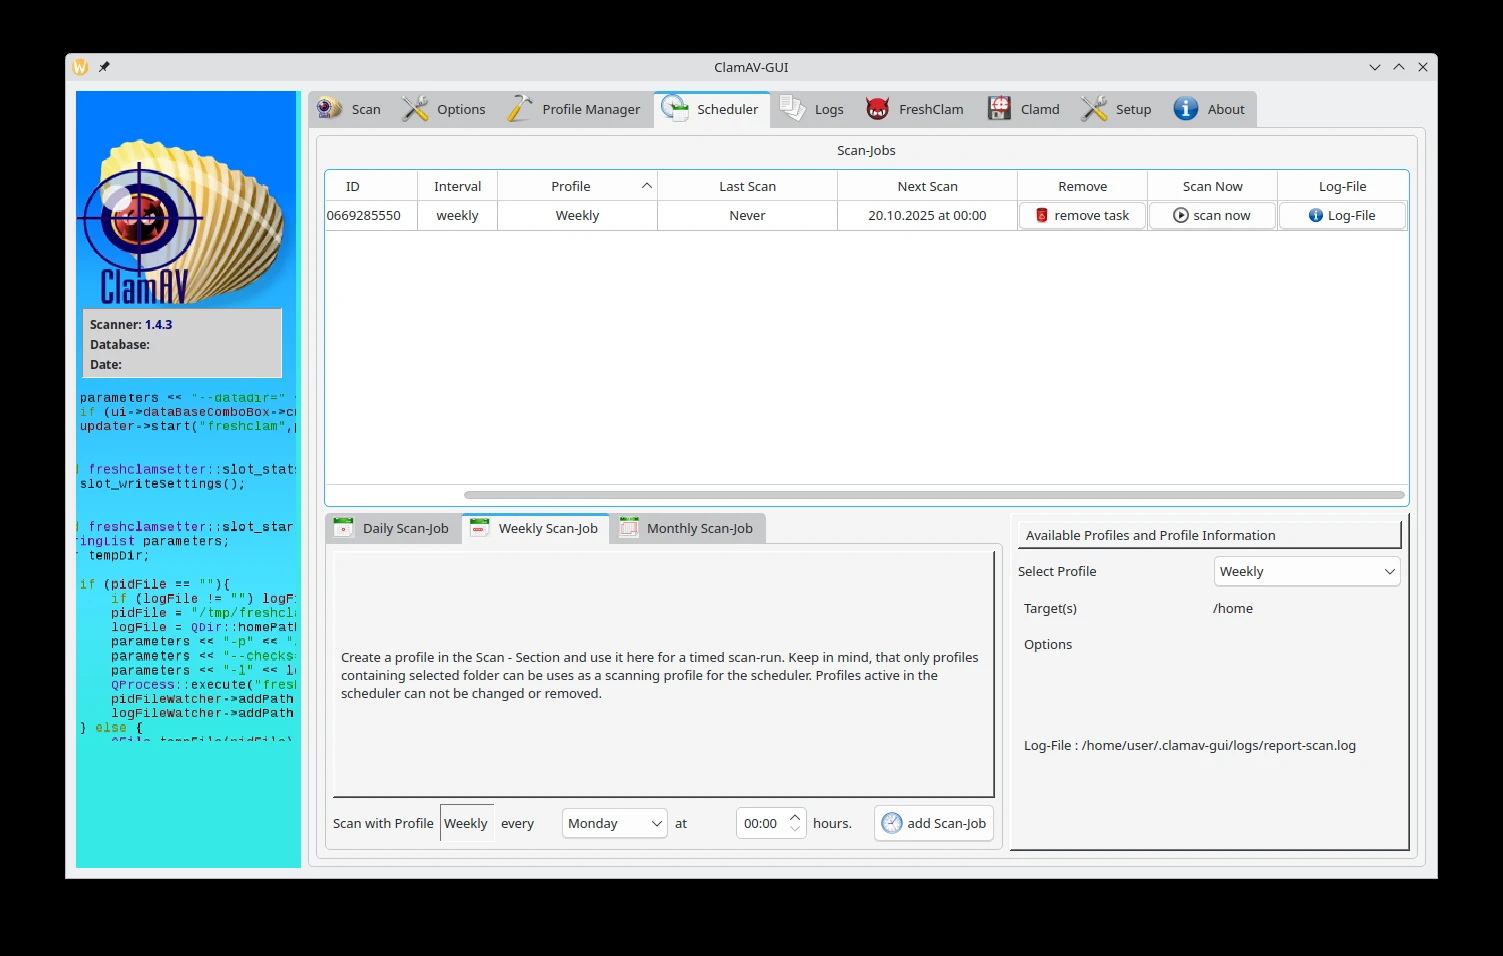 ClamAV-GUI
Scan Options Profile Manager Scheduler Logs FreshClam Clamd Setup About
Scan-Jobs
ID Interval Profile Last Scan Next Scan Remove Scan Now Log-File
0669285550 weekly Weekly Never 20.10.2025 at 00:00 remove task scan now Log-File
ClamAV
Scanner: 1.4.3
Database:
Date:
parameters << "--datadir="
if (ui->dataBaseComboBox->c
updater->start("freshclam",
freshclamsetter::slot_stat
slot_writeSettings();
freshclamsetter::slot_star
ringList parameters;
tempDir;
if (pidFile == ""){
if (logFile != "") logF
pidFile = "/tmp/freshcl
logFile = QDir::homePat
parameters << "-p" <<
parameters << "--checks
parameters << "-l" << l
QProcess::execute("fres
pidFileWatcher->addPath
logFileWatcher->addPath
} else {
Daily Scan-Job Weekly Scan-Job Monthly Scan-Job
Create a profile in the Scan - Section and use it here for a timed scan-run. Keep in mind, that only profiles
containing selected folder can be uses as a scanning profile for the scheduler. Profiles active in the
scheduler can not be changed or removed.
Scan with Profile Weekly every Monday at 00:00 hours. add Scan-Job
Available Profiles and Profile Information
Select Profile Weekly
Target(s) /home
Options
Log-File : /home/user/.clamav-gui/logs/report-scan.log